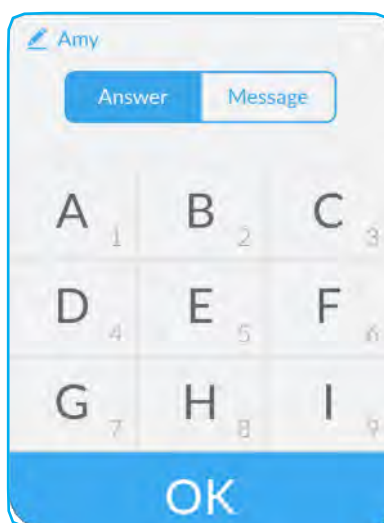 Amy
Answer Message
A 1 B 2 C 3
D 4 E 5 F 6
G 7 H 8 I 9
OK